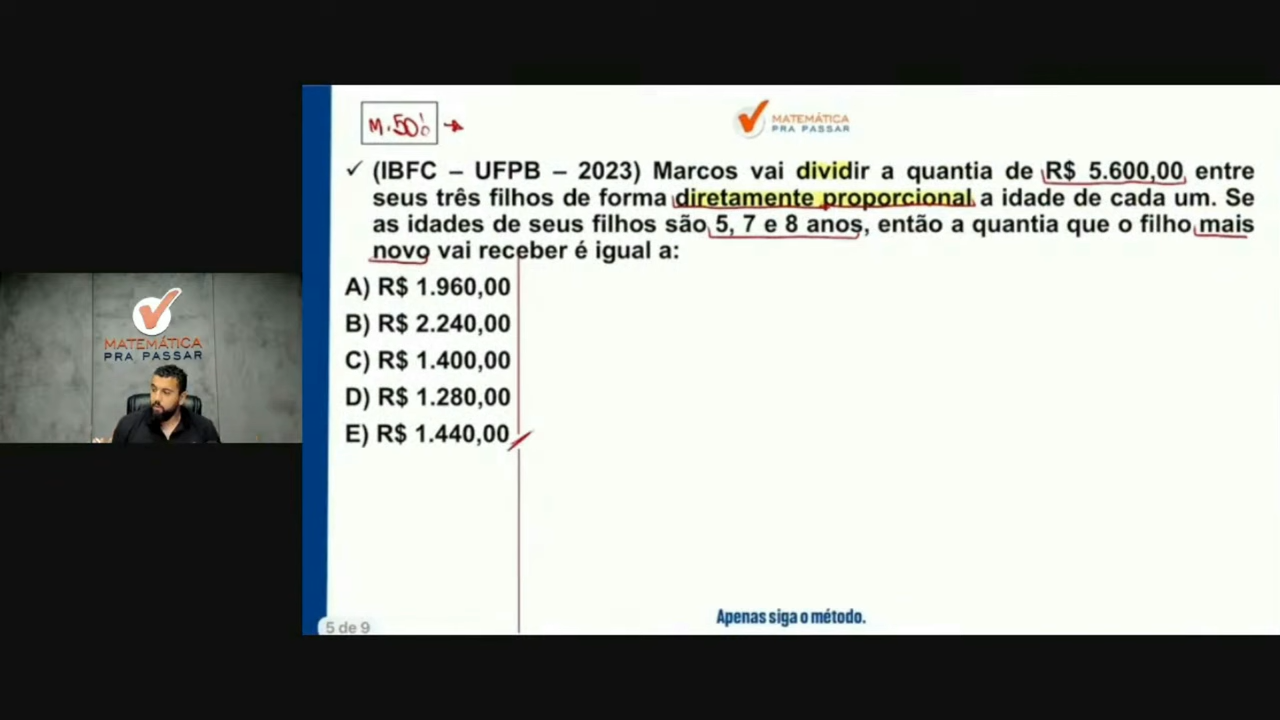 M.50%
MATEMÁTICA
PRA PASSAR
✓ (IBFC – UFPB – 2023) Marcos vai dividir a quantia de R$ 5.600,00 entre
seus três filhos de forma diretamente proporcional a idade de cada um. Se
as idades de seus filhos são 5, 7 e 8 anos, então a quantia que o filho mais
novo vai receber é igual a:
A) R$ 1.960,00
B) R$ 2.240,00
C) R$ 1.400,00
D) R$ 1.280,00
E) R$ 1.440,00
MATEMÁTICA
PRA PASSAR
Apenas siga o método.
5 de 9